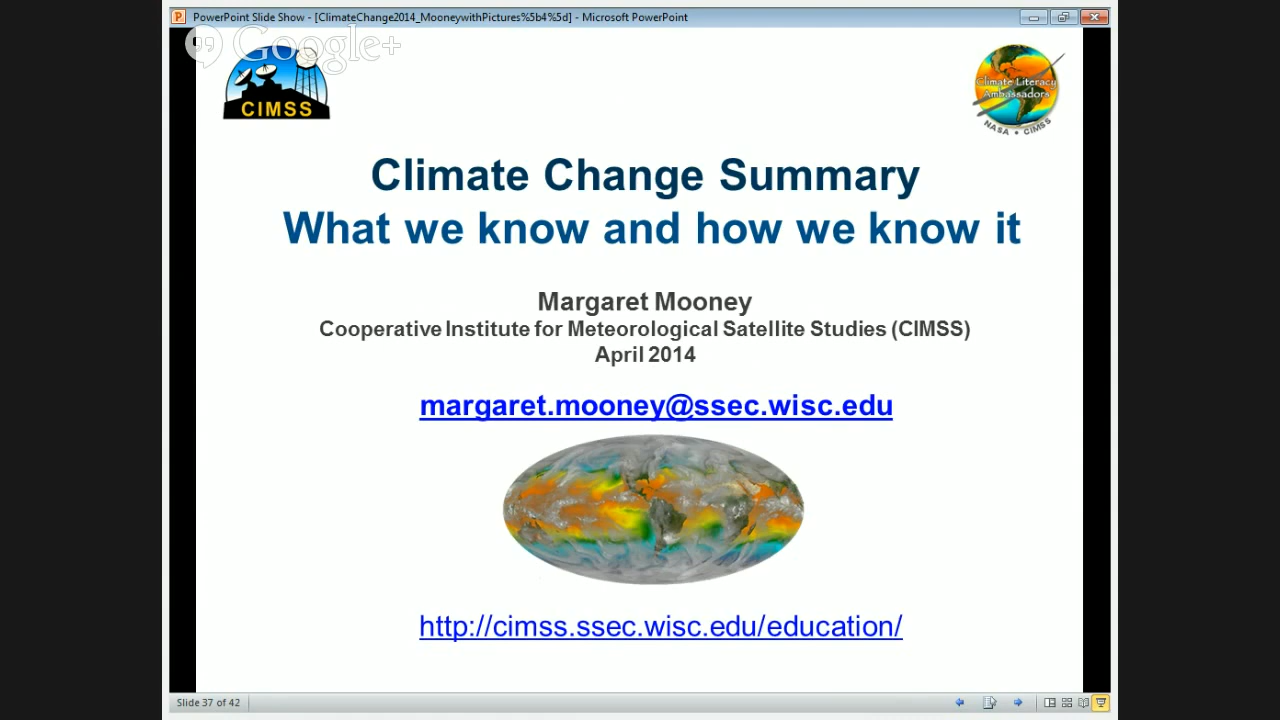 PowerPoint Slide Show - [ClimateChange2014_MooneywithPictures%5b4%5d] - Microsoft PowerPoint
Google+
CIMSS
Climate Literacy
Ambassadors
NASA • CIMSS
Climate Change Summary
What we know and how we know it
Margaret Mooney
Cooperative Institute for Meteorological Satellite Studies (CIMSS)
April 2014
margaret.mooney@ssec.wisc.edu
http://cimss.ssec.wisc.edu/education/
Slide 37 of 42